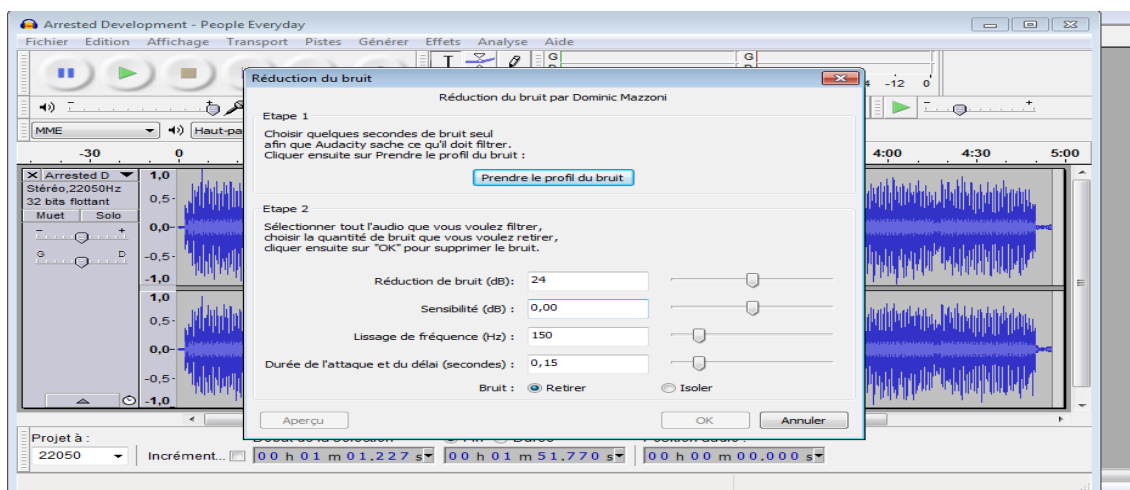 Arrested Development - People Everyday
Fichier Edition Affichage Transport Pistes Générer Effets Analyse Aide
G
G
Réduction du bruit
-12 0
Réduction du bruit par Dominic Mazzoni
Etape 1
MME
Haut-pa
Choisir quelques secondes de bruit seul
afin que Audacity sache ce qu'il doit filtrer.
Cliquer ensuite sur Prendre le profil du bruit :
-30 0 4:00 4:30 5:00
Prendre le profil du bruit
Arrested D
Stéréo,22050Hz
32 bits flottant
Muet Solo
- +
G D
1,0
0,5-
0,0-
-0,5-
-1,0
1,0
0,5-
0,0-
-0,5-
-1,0
Etape 2
Sélectionner tout l'audio que vous voulez filtrer,
choisir la quantité de bruit que vous voulez retirer,
cliquer ensuite sur "OK" pour supprimer le bruit.
Réduction de bruit (dB): 24
Sensibilité (dB) : 0,00
Lissage de fréquence (Hz) : 150
Durée de l'attaque et du délai (secondes) : 0,15
Bruit : Retirer Isoler
Aperçu OK Annuler
Projet à :
22050
Incrément...
00 h 01 m 01.227 s
00 h 01 m 51.770 s
00 h 00 m 00.000 s